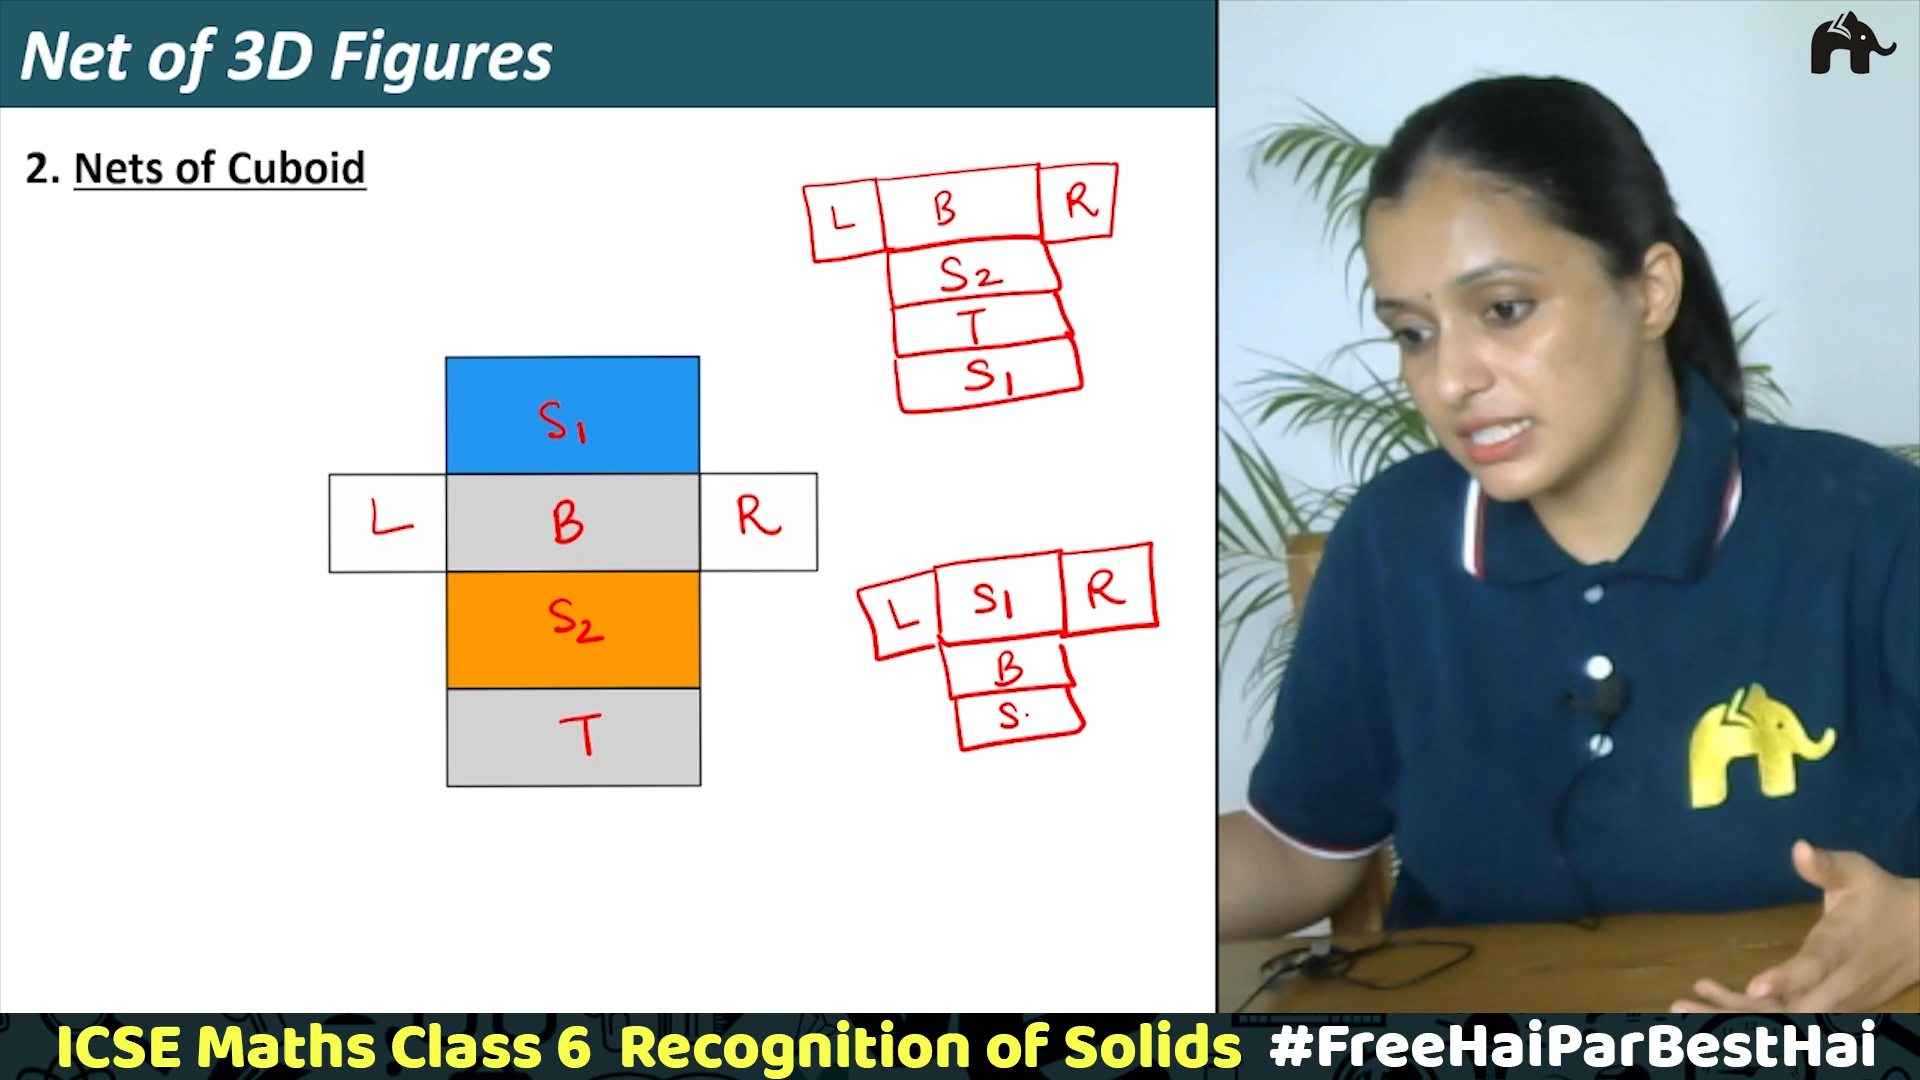 Net of 3D Figures
2. Nets of Cuboid
L B R
S2
T
S1
S1
L B R
S2
T
L S1 R
B
S.
ICSE Maths Class 6 Recognition of Solids #FreeHaiParBestHai